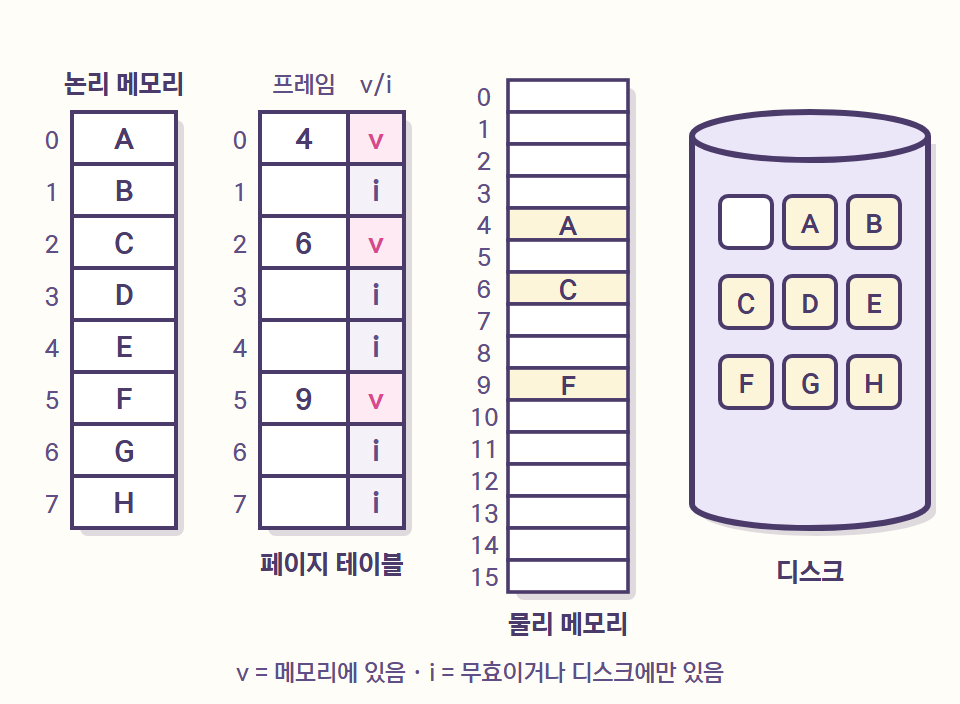 논리 메모리
0 A
1 B
2 C
3 D
4 E
5 F
6 G
7 H
프레임 v/i
0 4 v
1 i
2 6 v
3 i
4 i
5 9 v
6 i
7 i
페이지 테이블
0
1
2
3
4 A
5
6 C
7
8
9 F
10
11
12
13
14
15
물리 메모리
A B
C D E
F G H
디스크
v = 메모리에 있음 · i = 무효이거나 디스크에만 있음